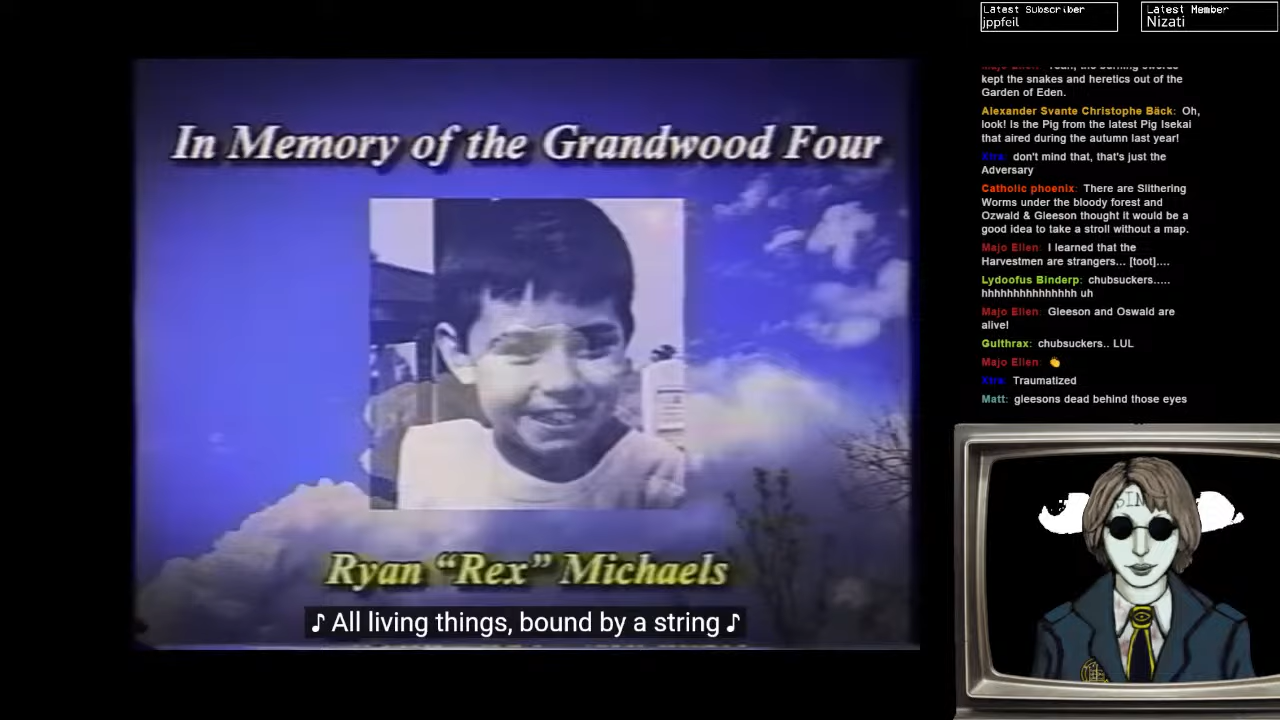 Latest Subscriber
jppfeil
Latest Member
Nizati
In Memory of the Grandwood Four
Ryan “Rex” Michaels
♪ All living things, bound by a string ♪
kept the snakes and heretics out of the
Garden of Eden.
Alexander Svante Christophe Bäck: Oh,
look! Is the Pig from the latest Pig Isekai
that aired during the autumn last year!
Xtra: don't mind that, that's just the
Adversary
Catholic phoenix: There are Slithering
Worms under the bloody forest and
Ozwald & Gleeson thought it would be a
good idea to take a stroll without a map.
Majo Ellen: I learned that the
Harvestmen are strangers... [toot]....
Lydoofus Binderp: chubsuckers.....
hhhhhhhhhhhhhhh uh
Majo Ellen: Gleeson and Oswald are
alive!
Gulthrax: chubsuckers.. LUL
Majo Ellen: 👏
Xtra: Traumatized
Matt: gleesons dead behind those eyes
SIN